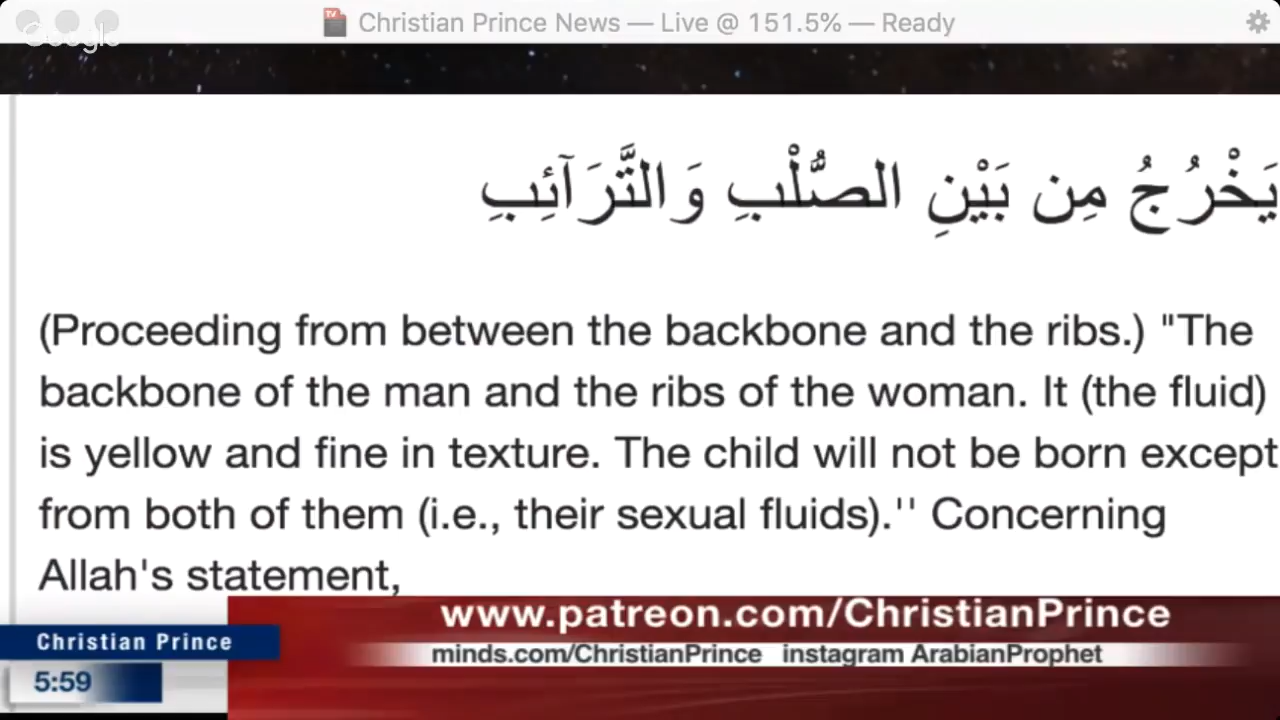 Christian Prince News — Live @ 151.5% — Ready
Google
يَخْرُجُ مِن بَيْنِ الصُّلْبِ وَالتَّرَآئِبِ
(Proceeding from between the backbone and the ribs.) "The
backbone of the man and the ribs of the woman. It (the fluid)
is yellow and fine in texture. The child will not be born except
from both of them (i.e., their sexual fluids).'' Concerning
Allah's statement,
www.patreon.com/ChristianPrince
Christian Prince
minds.com/ChristianPrince instagram ArabianProphet
5:59